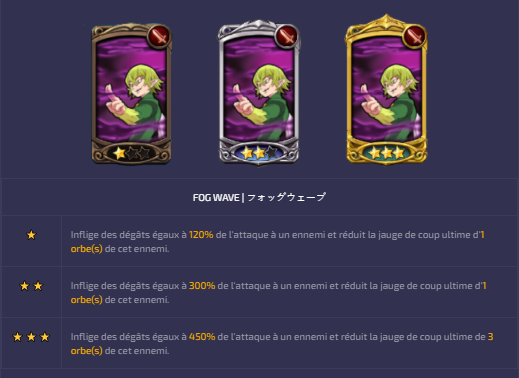 FOG WAVE | フォッグウェーブ
Inflige des dégâts égaux à 120% de l'attaque à un ennemi et réduit la jauge de coup ultime d'1
orbe(s) de cet ennemi.
Inflige des dégâts égaux à 300% de l'attaque à un ennemi et réduit la jauge de coup ultime d'1
orbe(s) de cet ennemi.
Inflige des dégâts égaux à 450% de l'attaque à un ennemi et réduit la jauge de coup ultime de 3
orbe(s) de cet ennemi.